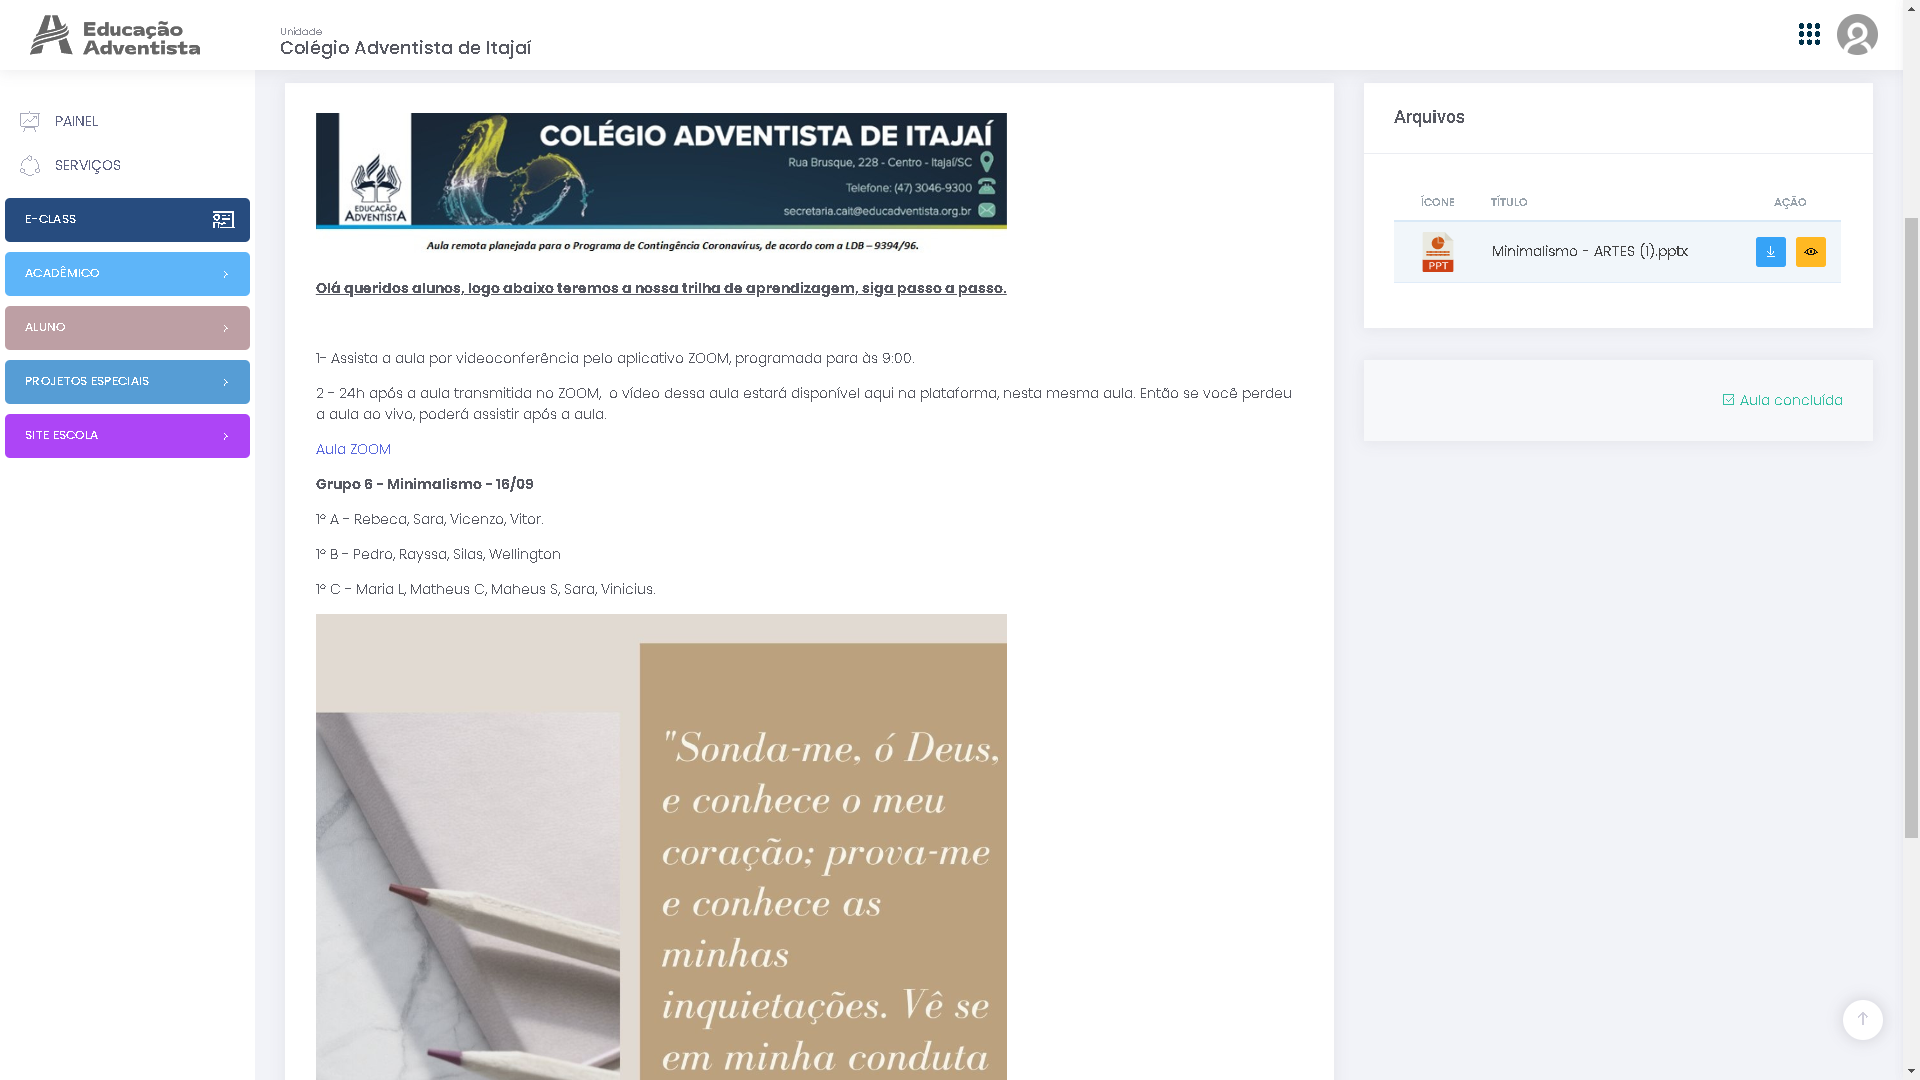 Educação
Adventista
Unidade
Colégio Adventista de Itajaí
PAINEL
SERVIÇOS
E-CLASS
ACADÊMICO
ALUNO
PROJETOS ESPECIAIS
SITE ESCOLA
EDUCAÇÃO
ADVENTISTA
COLÉGIO ADVENTISTA DE ITAJAÍ
Rua Brusque, 228 - Centro - Itajaí/SC
Telefone: (47) 3046-9300
secretaria.cait@educadventista.org.br
Aula remota planejada para o Programa de Contingência Coronavírus, de acordo com a LDB – 9394/96.
Olá queridos alunos, logo abaixo teremos a nossa trilha de aprendizagem, siga passo a passo.
1- Assista a aula por videoconferência pelo aplicativo ZOOM, programada para às 9:00.
2 - 24h após a aula transmitida no ZOOM, o vídeo dessa aula estará disponível aqui na plataforma, nesta mesma aula. Então se você perdeu
a aula ao vivo, poderá assistir após a aula.
Aula ZOOM
Grupo 6 - Minimalismo - 16/09
1º A - Rebeca, Sara, Vicenzo, Vitor.
1º B - Pedro, Rayssa, Silas, Wellington
1º C - Maria L, Matheus C, Maheus S, Sara, Vinicius.
"Sonda-me, ó Deus,
e conhece o meu
coração; prova-me
e conhece as
minhas
inquietações. Vê se
em minha conduta
Arquivos
ÍCONE TÍTULO AÇÃO
PPT
Minimalismo - ARTES (1).pptx
Aula concluída